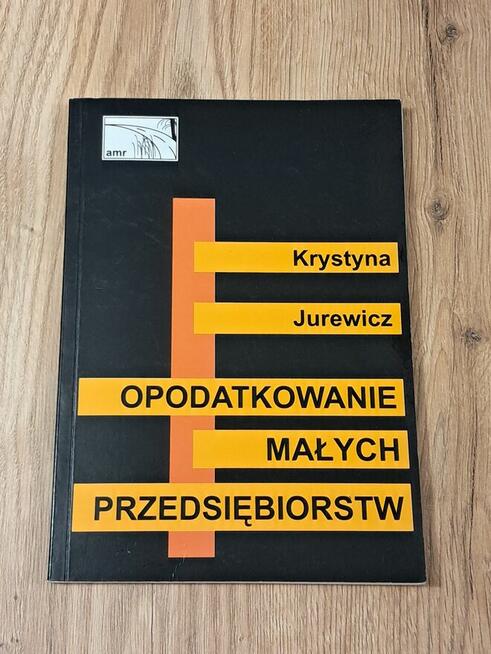 amr
Krystyna
Jurewicz
OPODATKOWANIE
MAŁYCH
PRZEDSIĘBIORSTW